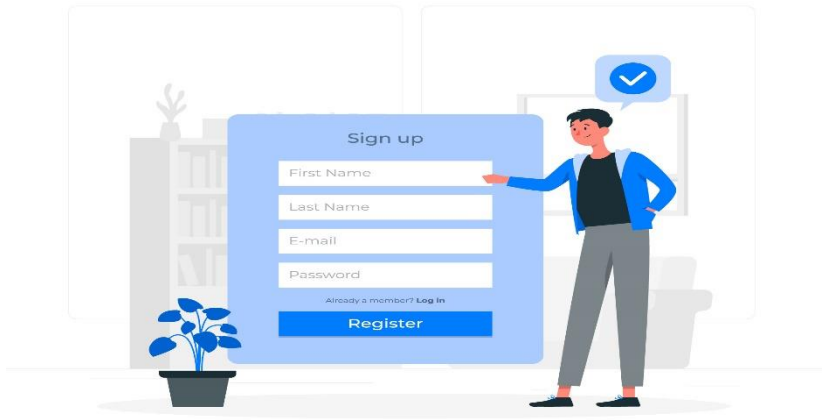 Sign up
First Name
Last Name
E-mail
Password
Already a member? Log in
Register